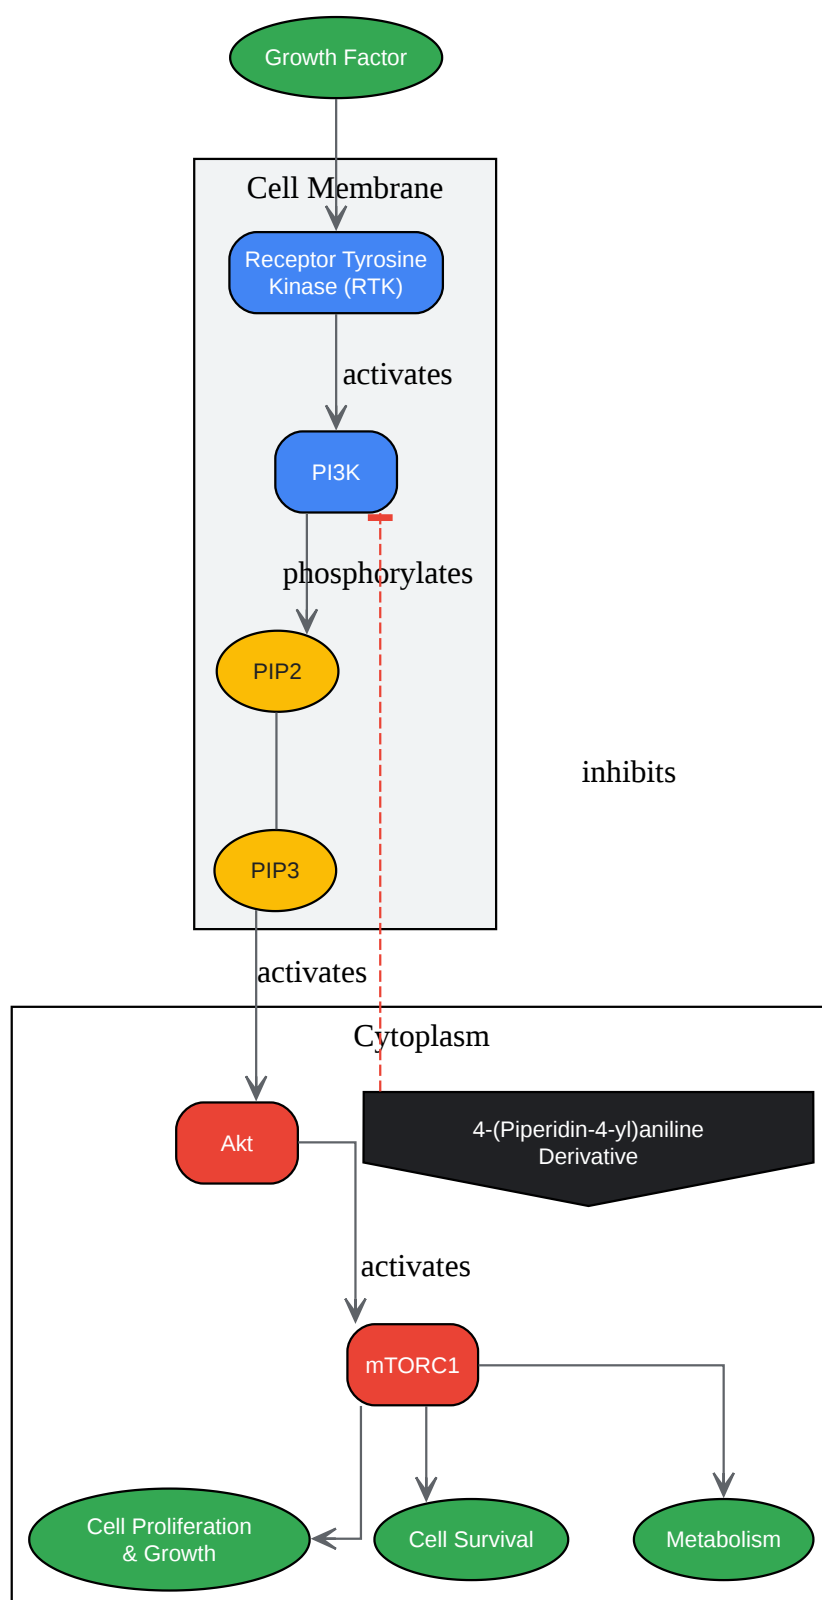 Growth Factor
Cell Membrane
Receptor Tyrosine
Kinase (RTK)
activates
PI3K
phosphorylates
PIP2
inhibits
PIP3
activates
Cytoplasm
4-(Piperidin-4-yl)aniline
Derivative
Akt
activates
mTORC1
Cell Proliferation
& Growth
Cell Survival
Metabolism